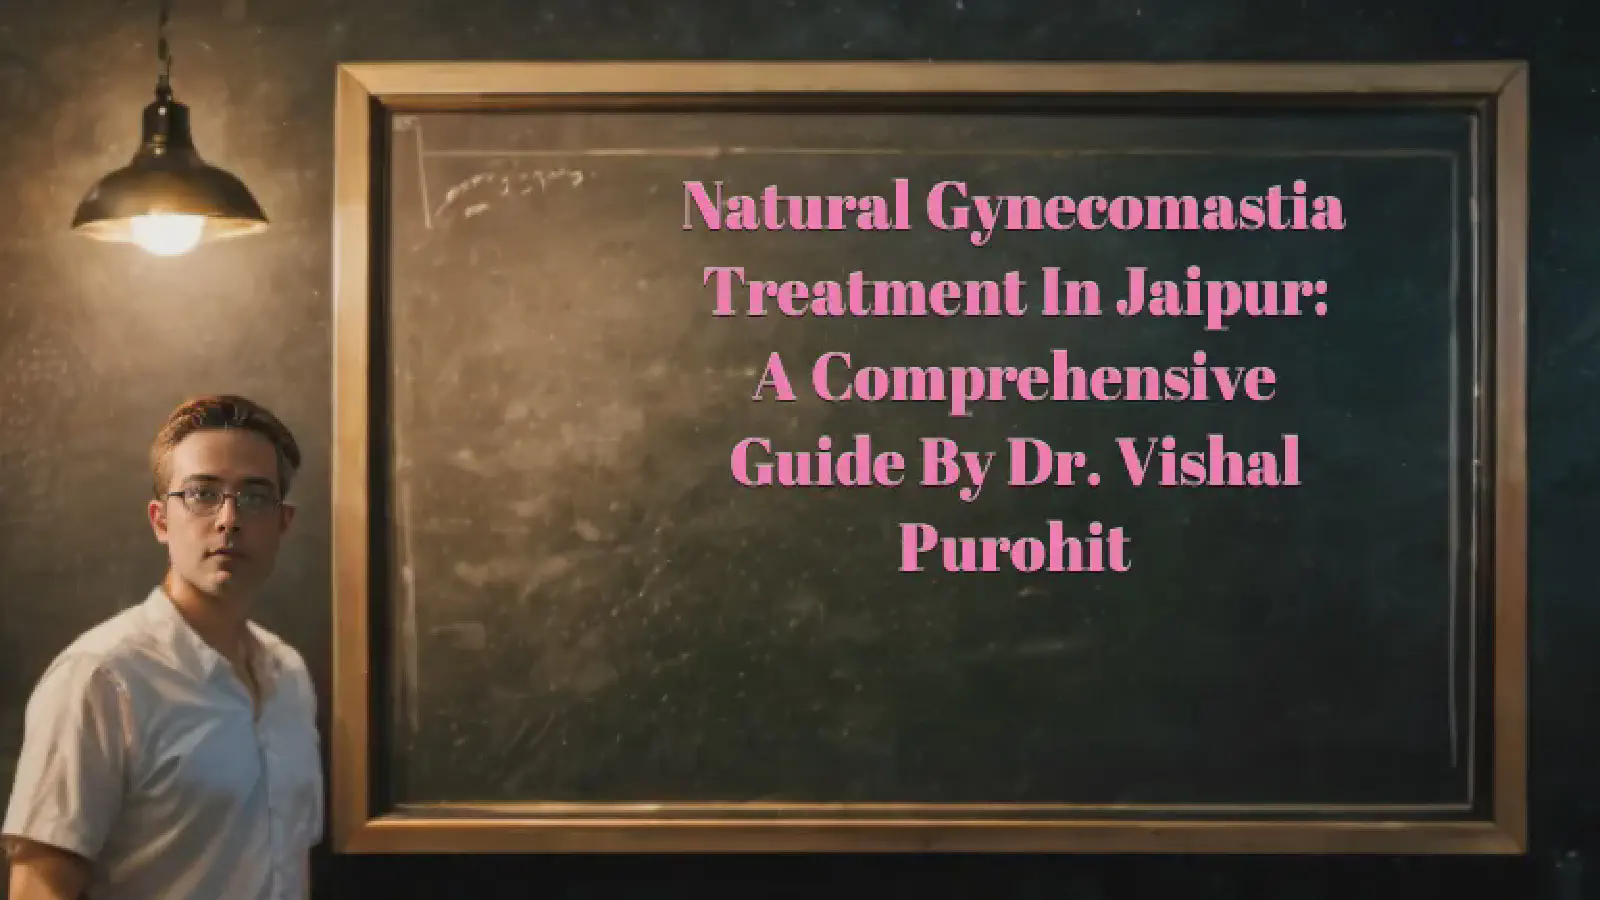 Natural Gynecomastia
Treatment In Jaipur:
A Comprehensive
Guide By Dr. Vishal
Purohit